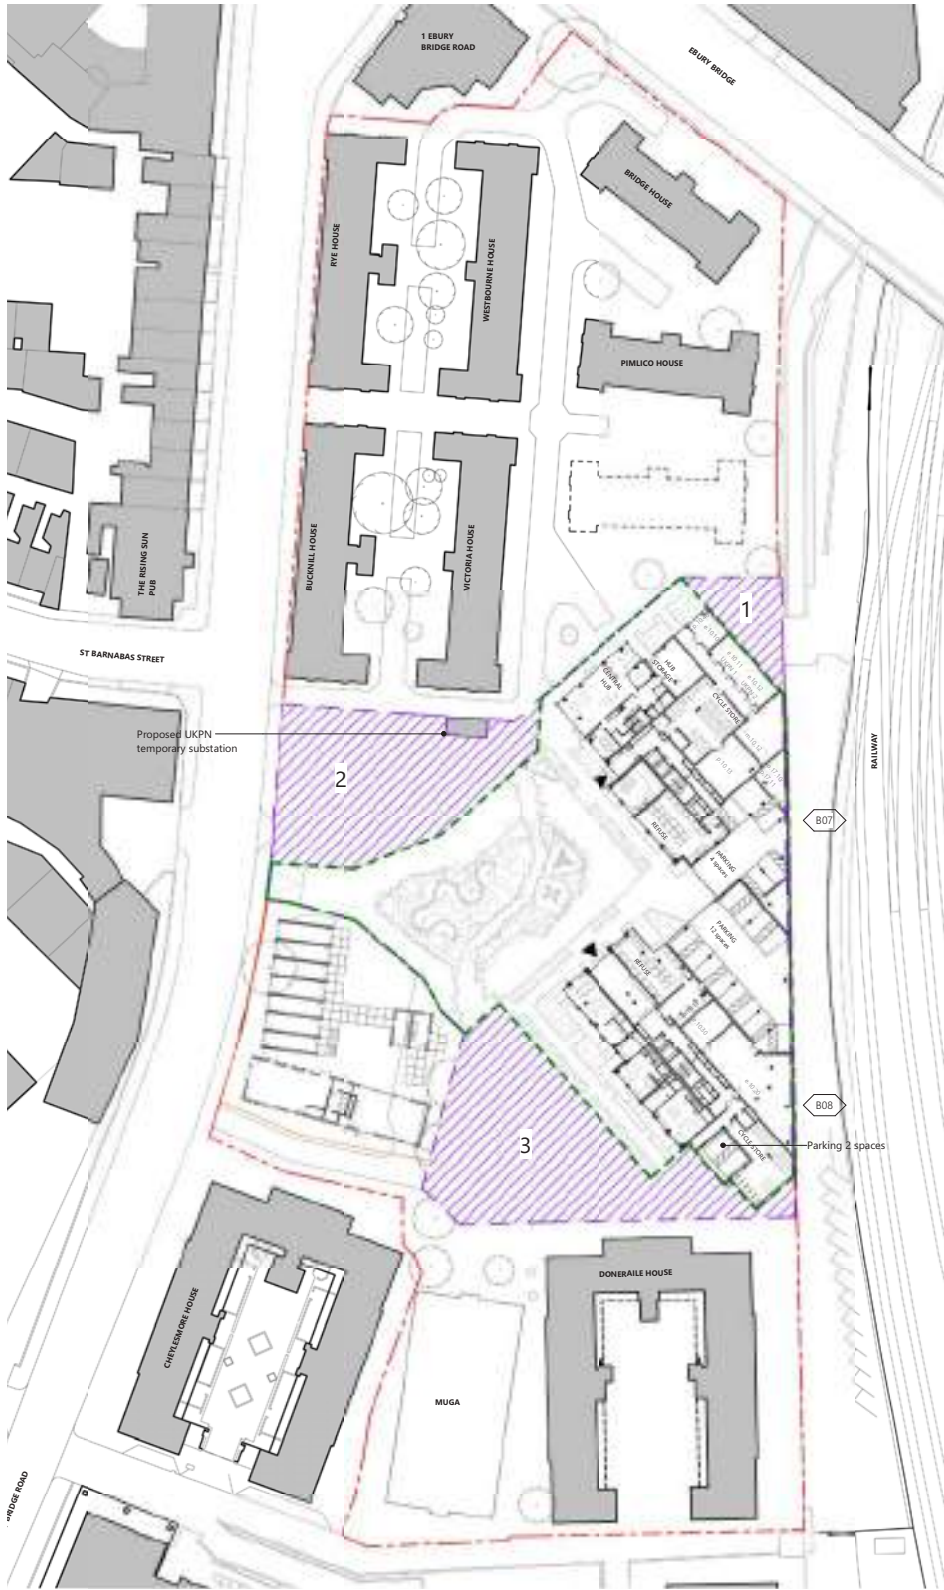 1 EBURY
BRIDGE ROAD
EBURY BRIDGE
BRIDGE HOUSE
RYE HOUSE
WESTBOURNE HOUSE
PIMLICO HOUSE
THE RISING SUN
PUB
BUCKNILL HOUSE
VICTORIA HOUSE
1
ST BARNABAS STREET
HUB
STORAGE
CENTRAL
HUB
CYCLE STORE
Proposed UKPN
temporary substation
RAILWAY
2
B07
REFUSE
PARKING
4 spaces
PARKING
12 spaces
REFUSE
B08
3
CYCLE STORE
Parking 2 spaces
DONERAILE HOUSE
CHEYLESMORE HOUSE
MUGA
BRIDGE ROAD